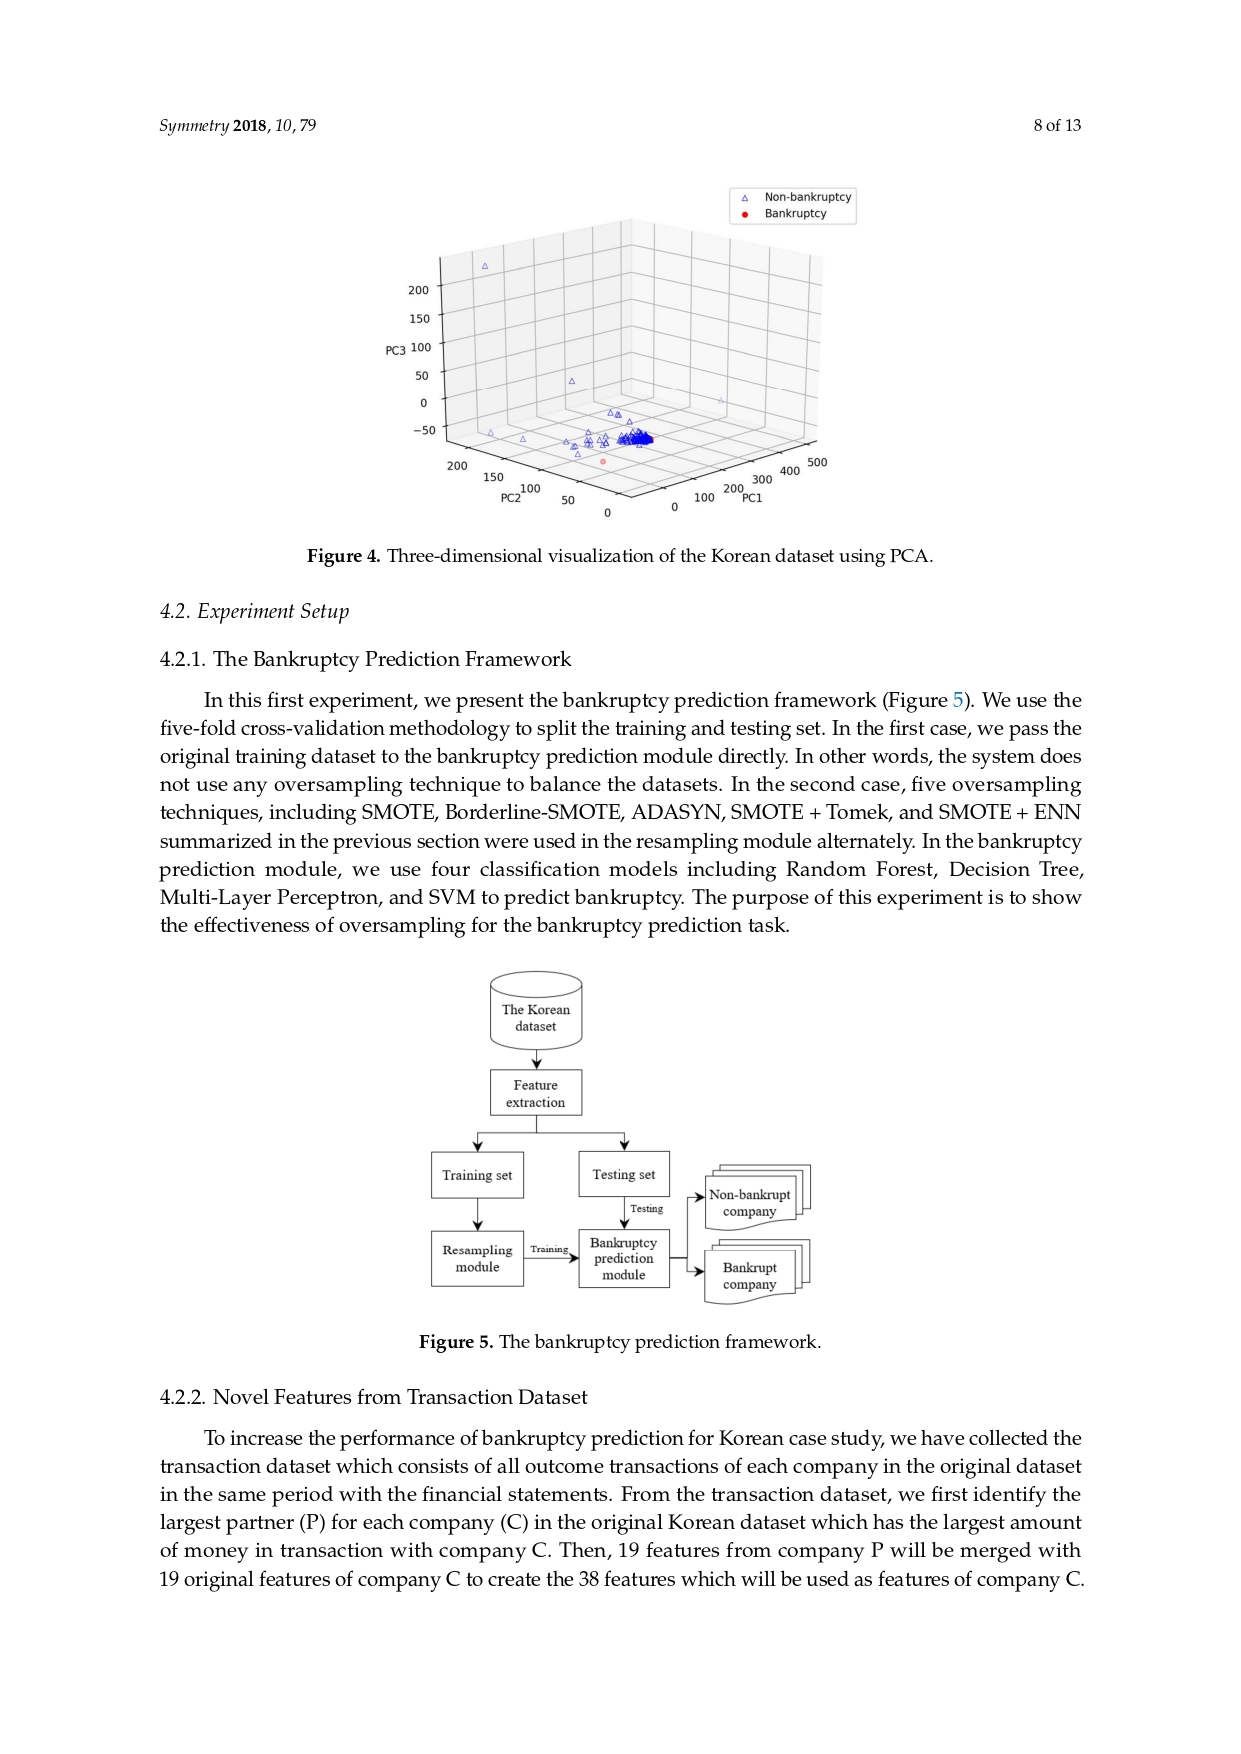 Symmetry 2018, 10, 79
8 of 13
Non-bankruptcy
Bankruptcy
200
150
PC3 100
50
0
−50
200
150
100
PC2
50
0
0
100
200
PC1
300
400
500
Figure 4. Three-dimensional visualization of the Korean dataset using PCA.
4.2. Experiment Setup
4.2.1. The Bankruptcy Prediction Framework
In this first experiment, we present the bankruptcy prediction framework (Figure 5). We use the
five-fold cross-validation methodology to split the training and testing set. In the first case, we pass the
original training dataset to the bankruptcy prediction module directly. In other words, the system does
not use any oversampling technique to balance the datasets. In the second case, five oversampling
techniques, including SMOTE, Borderline-SMOTE, ADASYN, SMOTE + Tomek, and SMOTE + ENN
summarized in the previous section were used in the resampling module alternately. In the bankruptcy
prediction module, we use four classification models including Random Forest, Decision Tree,
Multi-Layer Perceptron, and SVM to predict bankruptcy. The purpose of this experiment is to show
the effectiveness of oversampling for the bankruptcy prediction task.
The Korean
dataset
Feature
extraction
Training set
Testing set
Testing
Non-bankrupt
company
Resampling
module
Training
Bankruptcy
prediction
module
Bankrupt
company
Figure 5. The bankruptcy prediction framework.
4.2.2. Novel Features from Transaction Dataset
To increase the performance of bankruptcy prediction for Korean case study, we have collected the
transaction dataset which consists of all outcome transactions of each company in the original dataset
in the same period with the financial statements. From the transaction dataset, we first identify the
largest partner (P) for each company (C) in the original Korean dataset which has the largest amount
of money in transaction with company C. Then, 19 features from company P will be merged with
19 original features of company C to create the 38 features which will be used as features of company C.